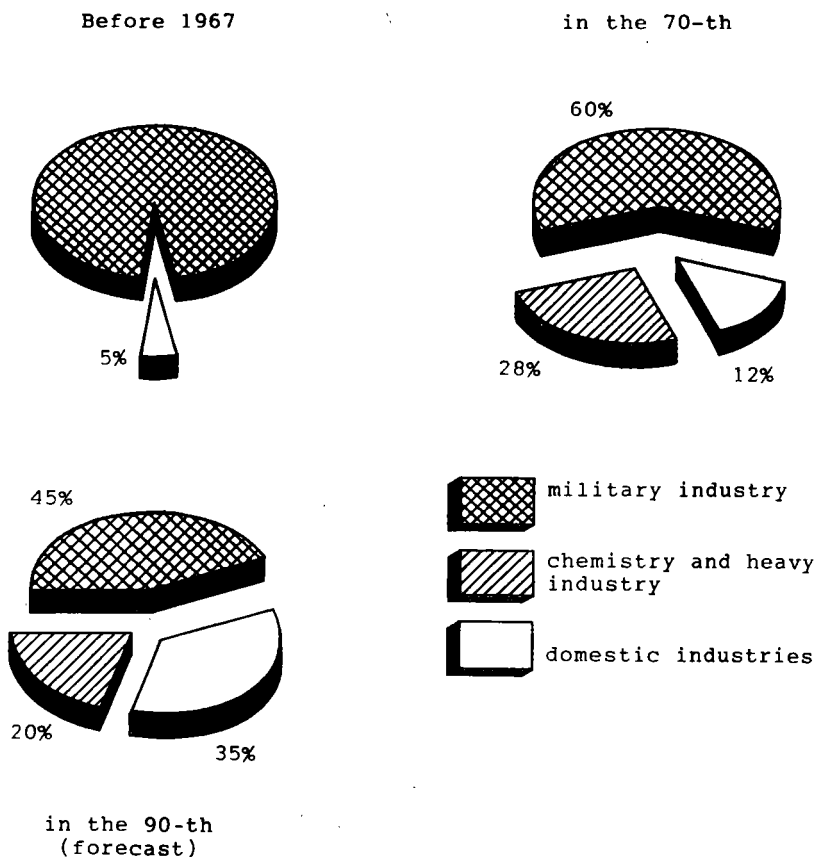 Before 1967
in the 70-th
5%
60%
28%
12%
45%
20%
35%
in the 90-th
(forecast)
military industry
chemistry and heavy
industry
domestic industries